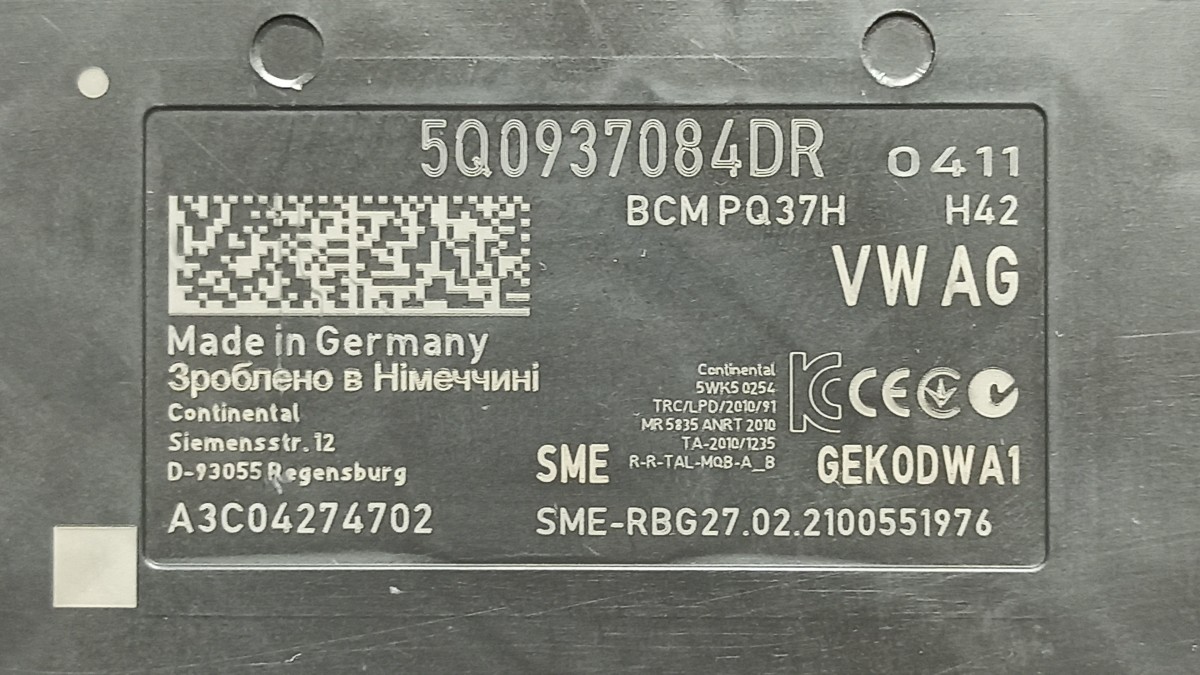 5Q0937084DR 0411
BCM PQ37H H42
VW AG
Made in Germany
Зроблено в Німеччині
Continental
Siemensstr. 12
D-93055 Regensburg
A3C04274702
Continental
5WK5 0254
TRC/LPD/2010/91
MR 5835 ANRT 2010
TA-2010/1235
R-R-TAL-MQB-A_B
SME
GEK0DWA1
SME-RBG27.02.2100551976